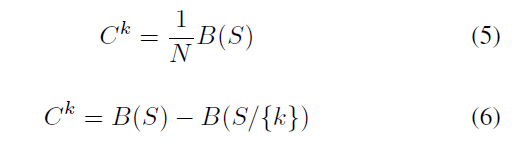 C^k = \frac{1}{N} B(S) (5)
C^k = B(S) − B(S/{k}) (6)